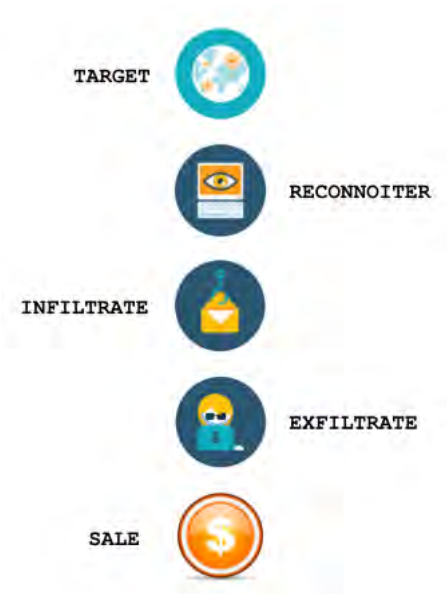 TARGET
RECONNOITER
INFILTRATE
EXFILTRATE
SALE
$